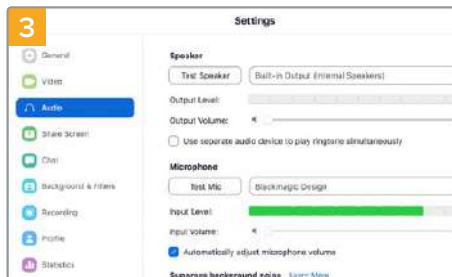 3
Settings
General
Video
Audio
Share Screen
Chat
Background & Filters
Recording
Profile
Statistics
Speaker
Test Speaker
Built-in Output (Internal Speakers)
Output Level:
Output Volume:
Use separate audio device to play ringtone simultaneously
Microphone
Test Mic
Blackmagic Design
Input Level:
Input Volume:
Automatically adjust microphone volume
Suppress background noise Learn More